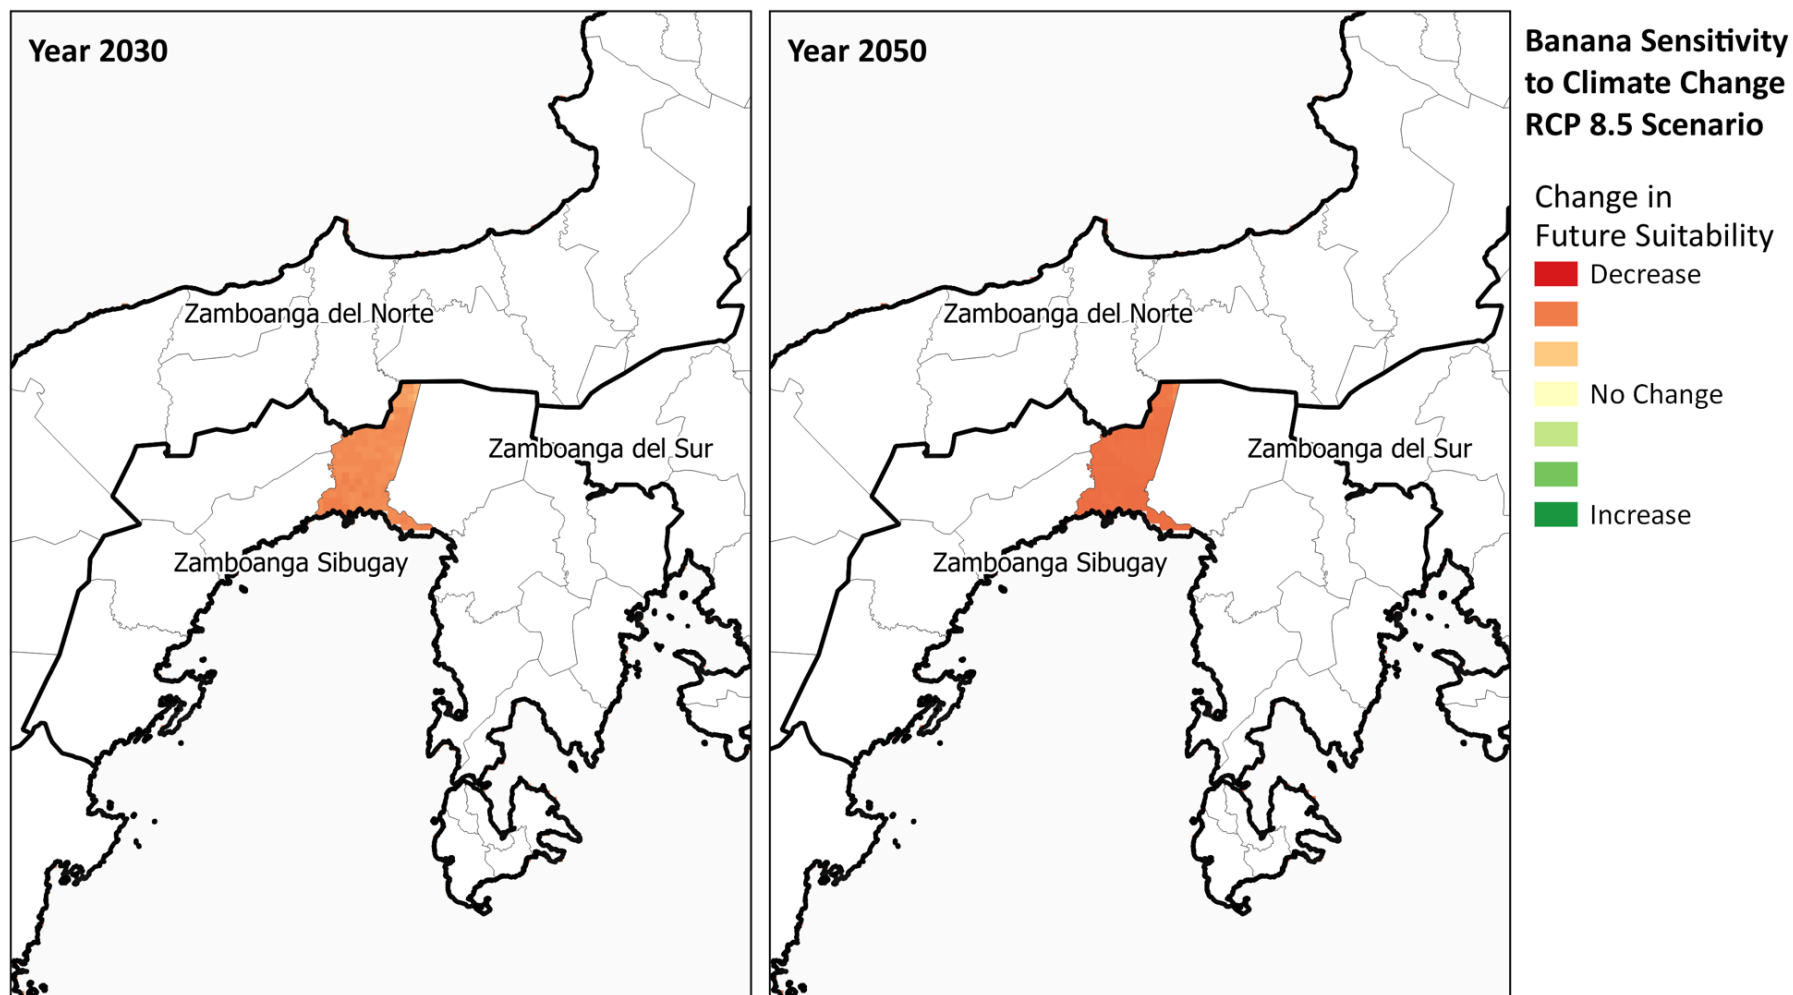 Year 2030
Zamboanga del Norte
Zamboanga del Sur
Zamboanga Sibugay
Year 2050
Zamboanga del Norte
Zamboanga del Sur
Zamboanga Sibugay
Banana Sensitivity
to Climate Change
RCP 8.5 Scenario
Change in
Future Suitability
Decrease
No Change
Increase